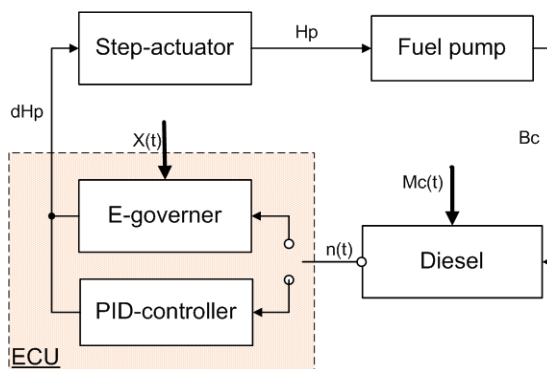 Step-actuator
Hp
Fuel pump
dHp
X(t)
Bc
Mc(t)
E-governer
n(t)
Diesel
PID-controller
ECU